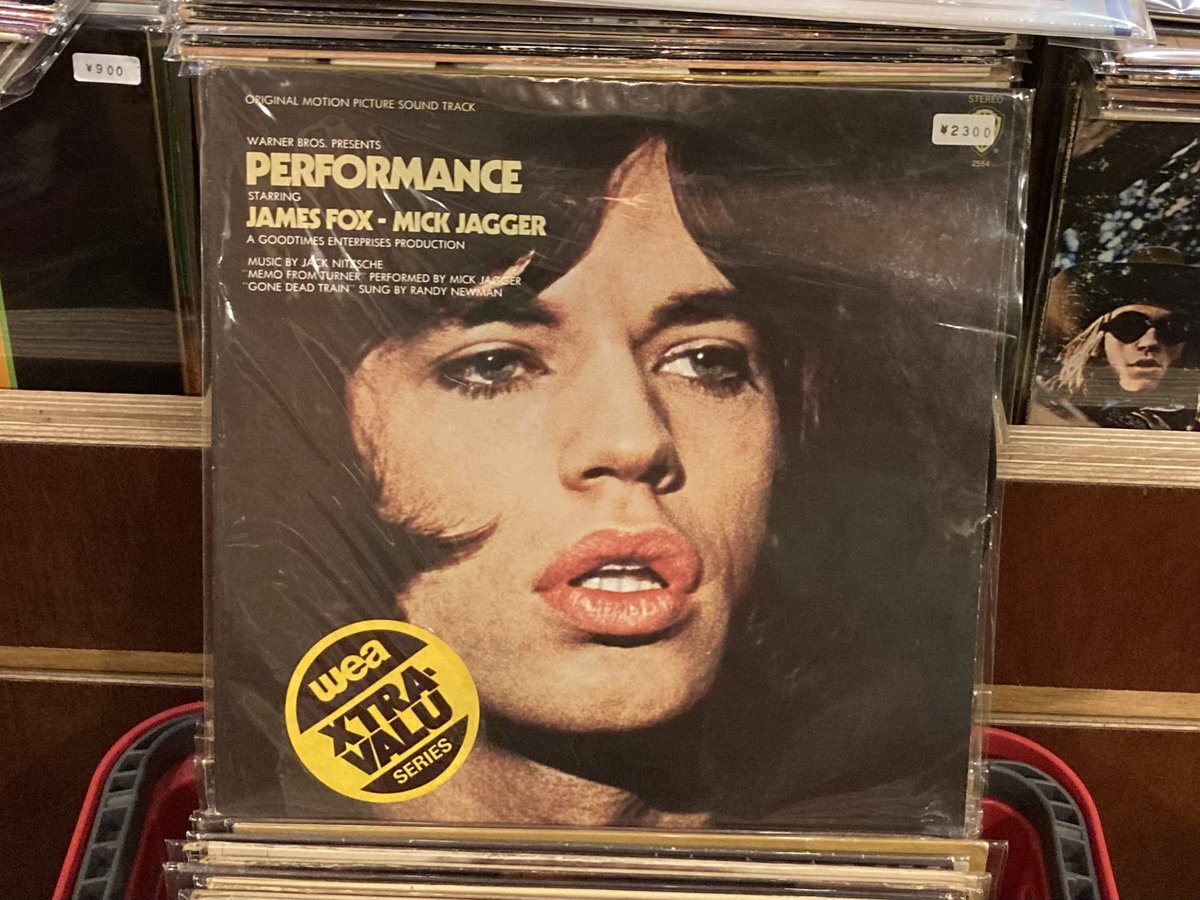 ¥900
ORIGINAL MOTION PICTURE SOUND TRACK
STEREO
¥2300
2554
WARNER BROS. PRESENTS
PERFORMANCE
STARRING
JAMES FOX - MICK JAGGER
A GOODTIMES ENTERPRISES PRODUCTION
MUSIC BY JACK NITZSCHE
"MEMO FROM TURNER" PERFORMED BY MICK JAGGER
"GONE DEAD TRAIN" SUNG BY RANDY NEWMAN
wea
XTRA-
VALU
SERIES